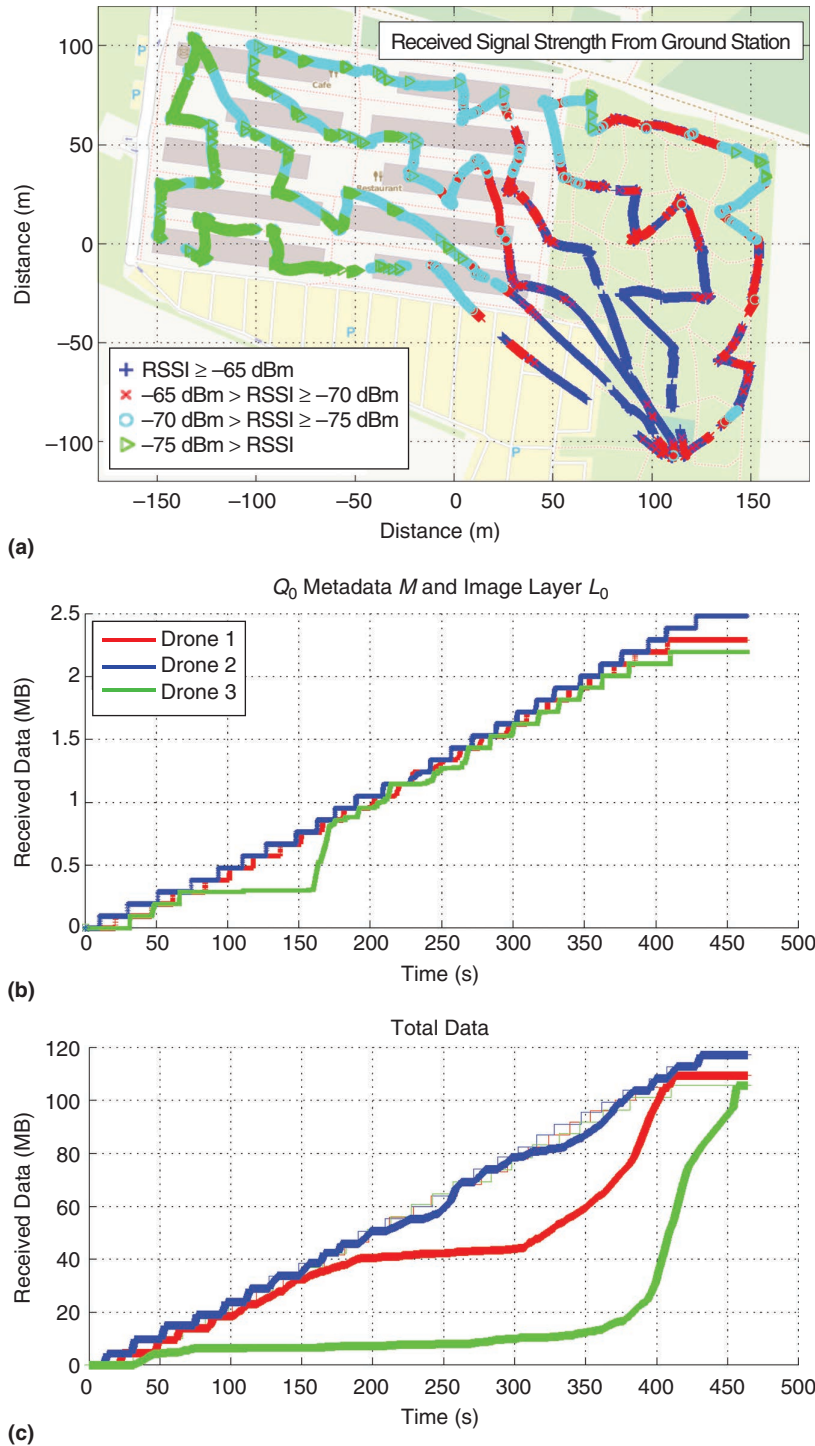 Received Signal Strength From Ground Station
P
P
P
Cafe
Restaurant
P
P
100
50
0
–50
–100
Distance (m)
RSSI ≥ –65 dBm
–65 dBm > RSSI ≥ –70 dBm
–70 dBm > RSSI ≥ –75 dBm
–75 dBm > RSSI
–150 –100 –50 0 50 100 150
Distance (m)
(a)
Q0 Metadata M and Image Layer L0
2.5
2
1.5
1
0.5
0
Received Data (MB)
Drone 1
Drone 2
Drone 3
0 50 100 150 200 250 300 350 400 450 500
Time (s)
(b)
Total Data
120
100
80
60
40
20
0
Received Data (MB)
0 50 100 150 200 250 300 350 400 450 500
Time (s)
(c)